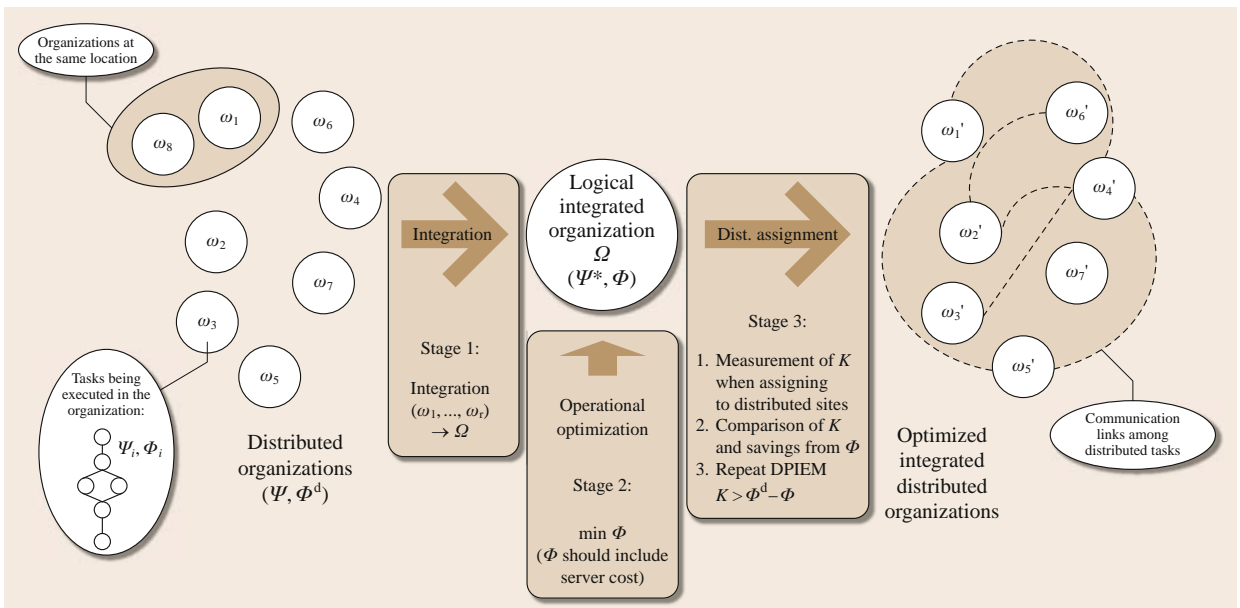 Organizations at
the same location
ω8
ω1
ω6
ω4
ω2
ω7
ω3
ω5
Tasks being
executed in the
organization:
Ψi, Φi
Distributed
organizations
(Ψ, Φᵈ)
Integration
Stage 1:
Integration
(ω1, ..., ωr)
→ Ω
Logical
integrated
organization
Ω
(Ψ*, Φ)
Operational
optimization
Stage 2:
min Φ
(Φ should include
server cost)
Dist. assignment
Stage 3:
1. Measurement of K
when assigning
to distributed sites
2. Comparison of K
and savings from Φ
3. Repeat DPIEM
K > Φᵈ – Φ
ω1'
ω6'
ω4'
ω2'
ω7'
ω3'
ω5'
Optimized
integrated
distributed
organizations
Communication
links among
distributed tasks